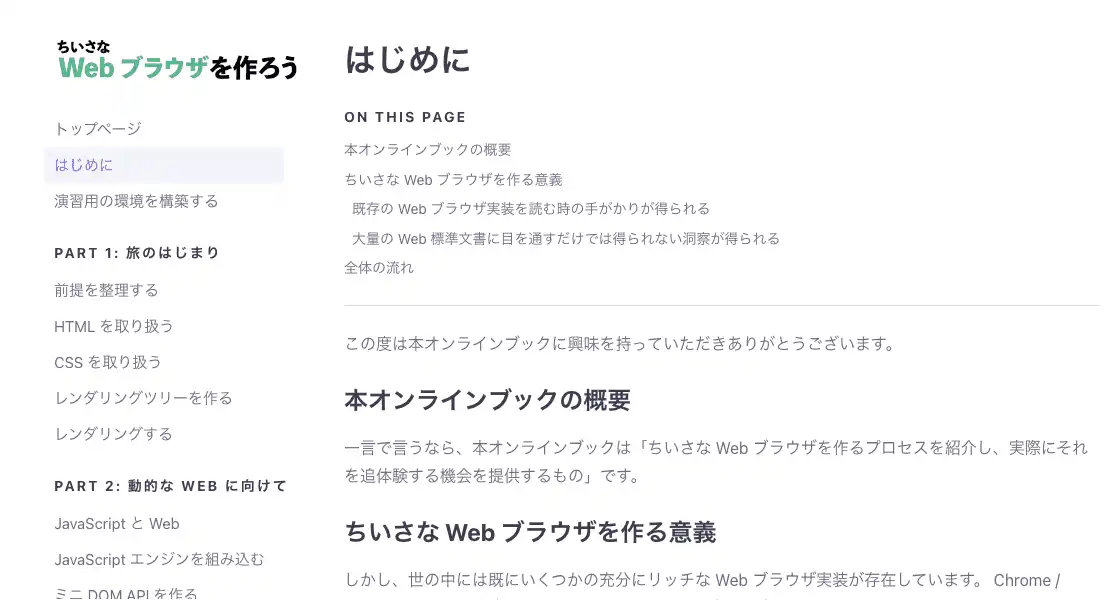 ちいさな
Web ブラウザを作ろう
トップページ
はじめに
演習用の環境を構築する
PART 1: 旅のはじまり
前提を整理する
HTML を取り扱う
CSS を取り扱う
レンダリングツリーを作る
レンダリングする
PART 2: 動的な WEB に向けて
JavaScript と Web
JavaScript エンジンを組み込む
ミニ DOM API を作る
はじめに
ON THIS PAGE
本オンラインブックの概要
ちいさな Web ブラウザを作る意義
既存の Web ブラウザ実装を読む時の手がかりが得られる
大量の Web 標準文書に目を通すだけでは得られない洞察が得られる
全体の流れ
この度は本オンラインブックに興味を持っていただきありがとうございます。
本オンラインブックの概要
一言で言うなら、本オンラインブックは「ちいさな Web ブラウザを作るプロセスを紹介し、実際にそれ
を追体験する機会を提供するもの」です。
ちいさな Web ブラウザを作る意義
しかし、世の中には既にいくつかの充分にリッチな Web ブラウザ実装が存在しています。 Chrome /